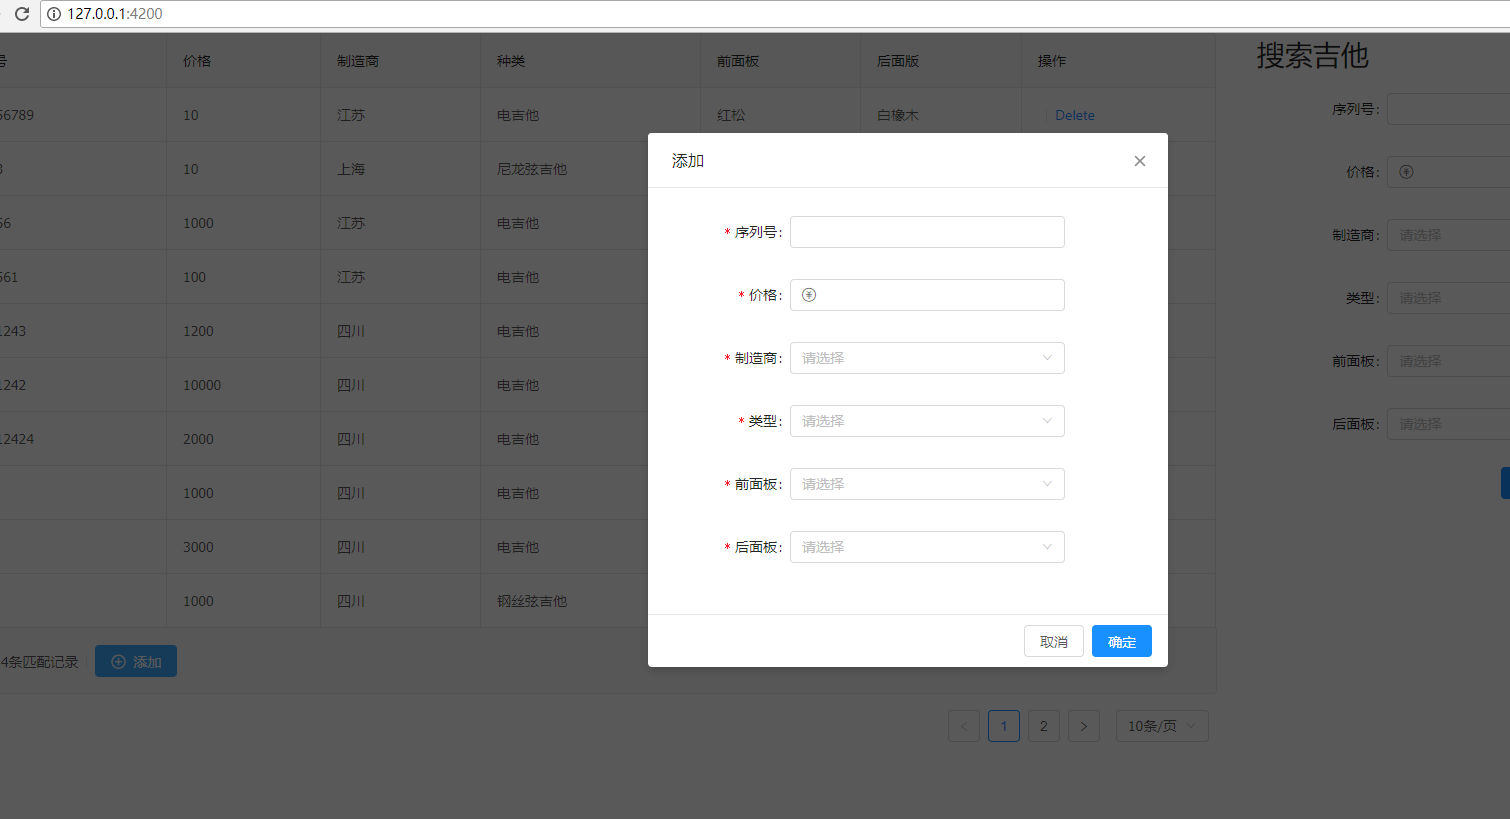 127.0.0.1:4200
号 价格 制造商 种类 前面板 后面版 操作
56789 10 江苏 电吉他 红松 白橡木 Delete
3 10 上海 尼龙弦吉他
56 1000 江苏 电吉他
561 100 江苏 电吉他
1243 1200 四川 电吉他
1242 10000 四川 电吉他
12424 2000 四川 电吉他
1000 四川 电吉他
3000 四川 电吉他
1000 四川 钢丝弦吉他
4条匹配记录 添加
1 2 10条/页
添加
* 序列号:
* 价格:
* 制造商: 请选择
* 类型: 请选择
* 前面板: 请选择
* 后面板: 请选择
取消 确定
搜索吉他
序列号:
价格:
制造商: 请选择
类型: 请选择
前面板: 请选择
后面板: 请选择